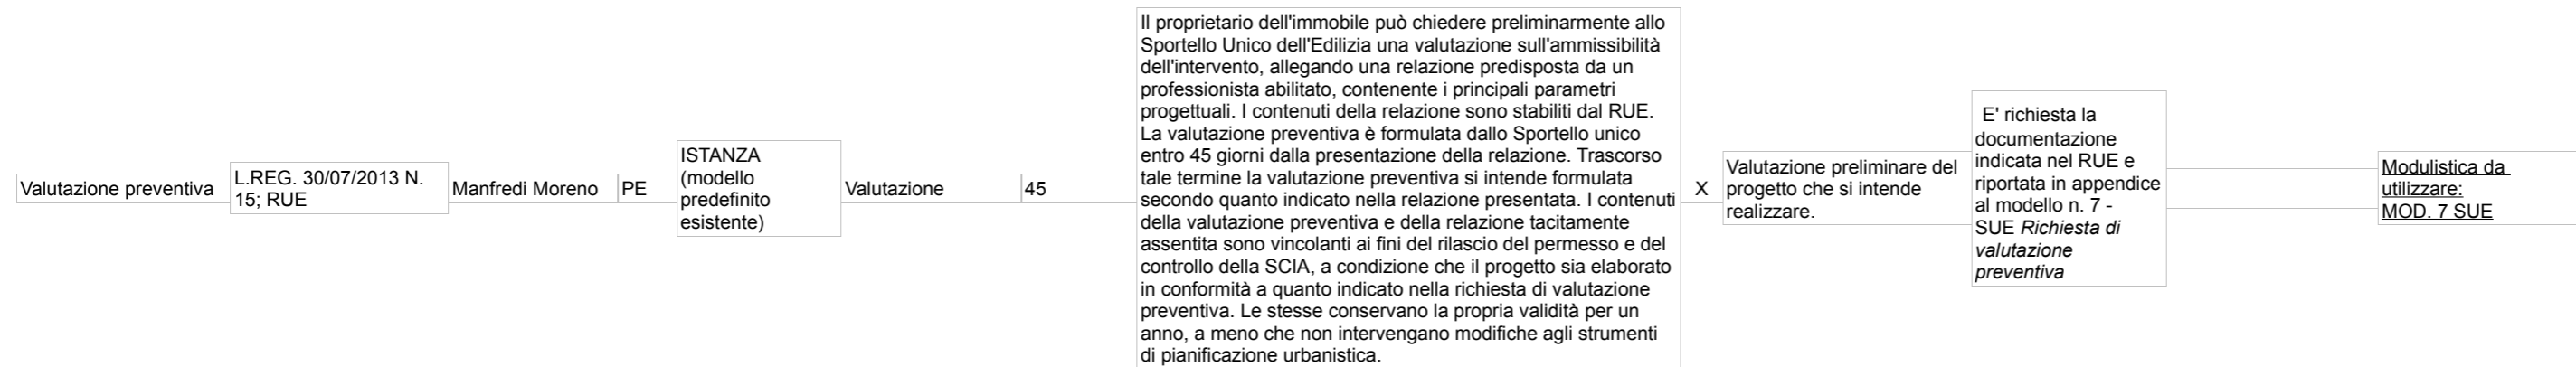 Valutazione preventiva
L.REG. 30/07/2013 N.
15; RUE
Manfredi Moreno
PE
ISTANZA
(modello
predefinito
esistente)
Valutazione
45
Il proprietario dell'immobile può chiedere preliminarmente allo
Sportello Unico dell'Edilizia una valutazione sull'ammissibilità
dell'intervento, allegando una relazione predisposta da un
professionista abilitato, contenente i principali parametri
progettuali. I contenuti della relazione sono stabiliti dal RUE.
La valutazione preventiva è formulata dallo Sportello unico
entro 45 giorni dalla presentazione della relazione. Trascorso
tale termine la valutazione preventiva si intende formulata
secondo quanto indicato nella relazione presentata. I contenuti
della valutazione preventiva e della relazione tacitamente
assentita sono vincolanti ai fini del rilascio del permesso e del
controllo della SCIA, a condizione che il progetto sia elaborato
in conformità a quanto indicato nella richiesta di valutazione
preventiva. Le stesse conservano la propria validità per un
anno, a meno che non intervengano modifiche agli strumenti
di pianificazione urbanistica.
X
Valutazione preliminare del
progetto che si intende
realizzare.
E' richiesta la
documentazione
indicata nel RUE e
riportata in appendice
al modello n. 7 -
SUE Richiesta di
valutazione
preventiva
Modulistica da
utilizzare:
MOD. 7 SUE